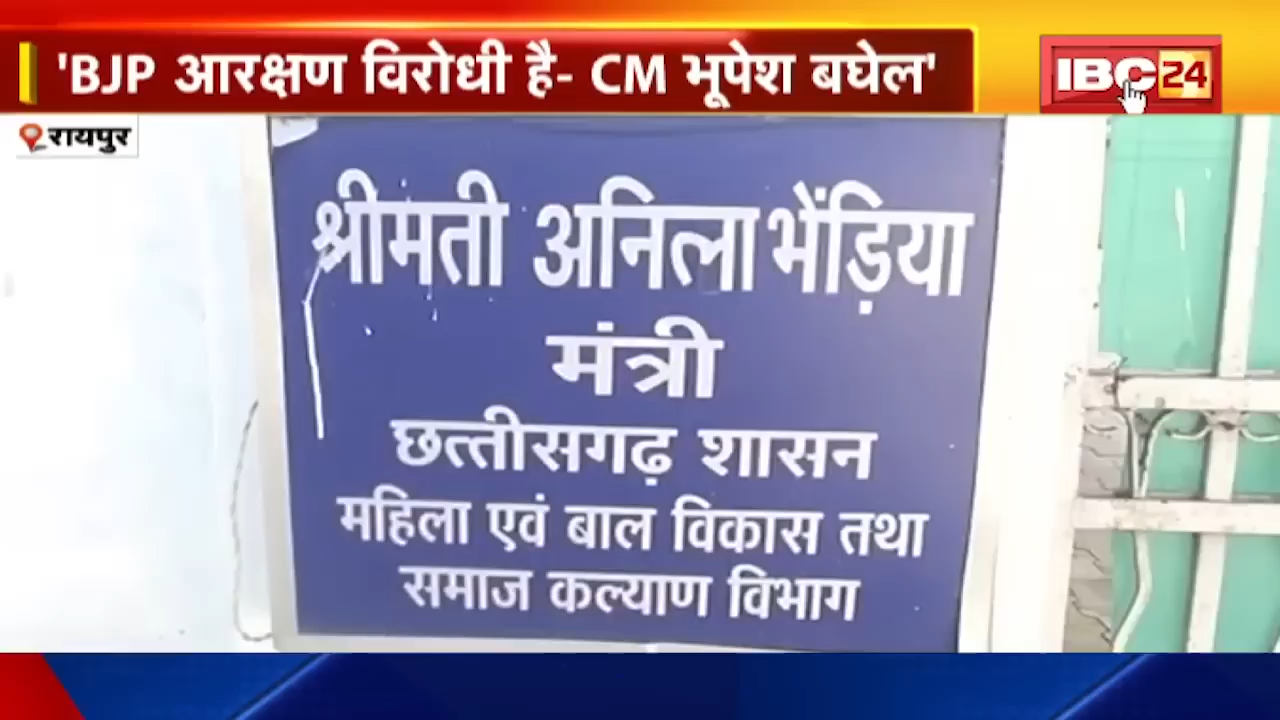 'BJP आरक्षण विरोधी है- CM भूपेश बघेल'
IBC24
रायपुर
श्रीमती अनिला भेंड़िया
मंत्री
छत्तीसगढ़ शासन
महिला एवं बाल विकास तथा
समाज कल्याण विभाग